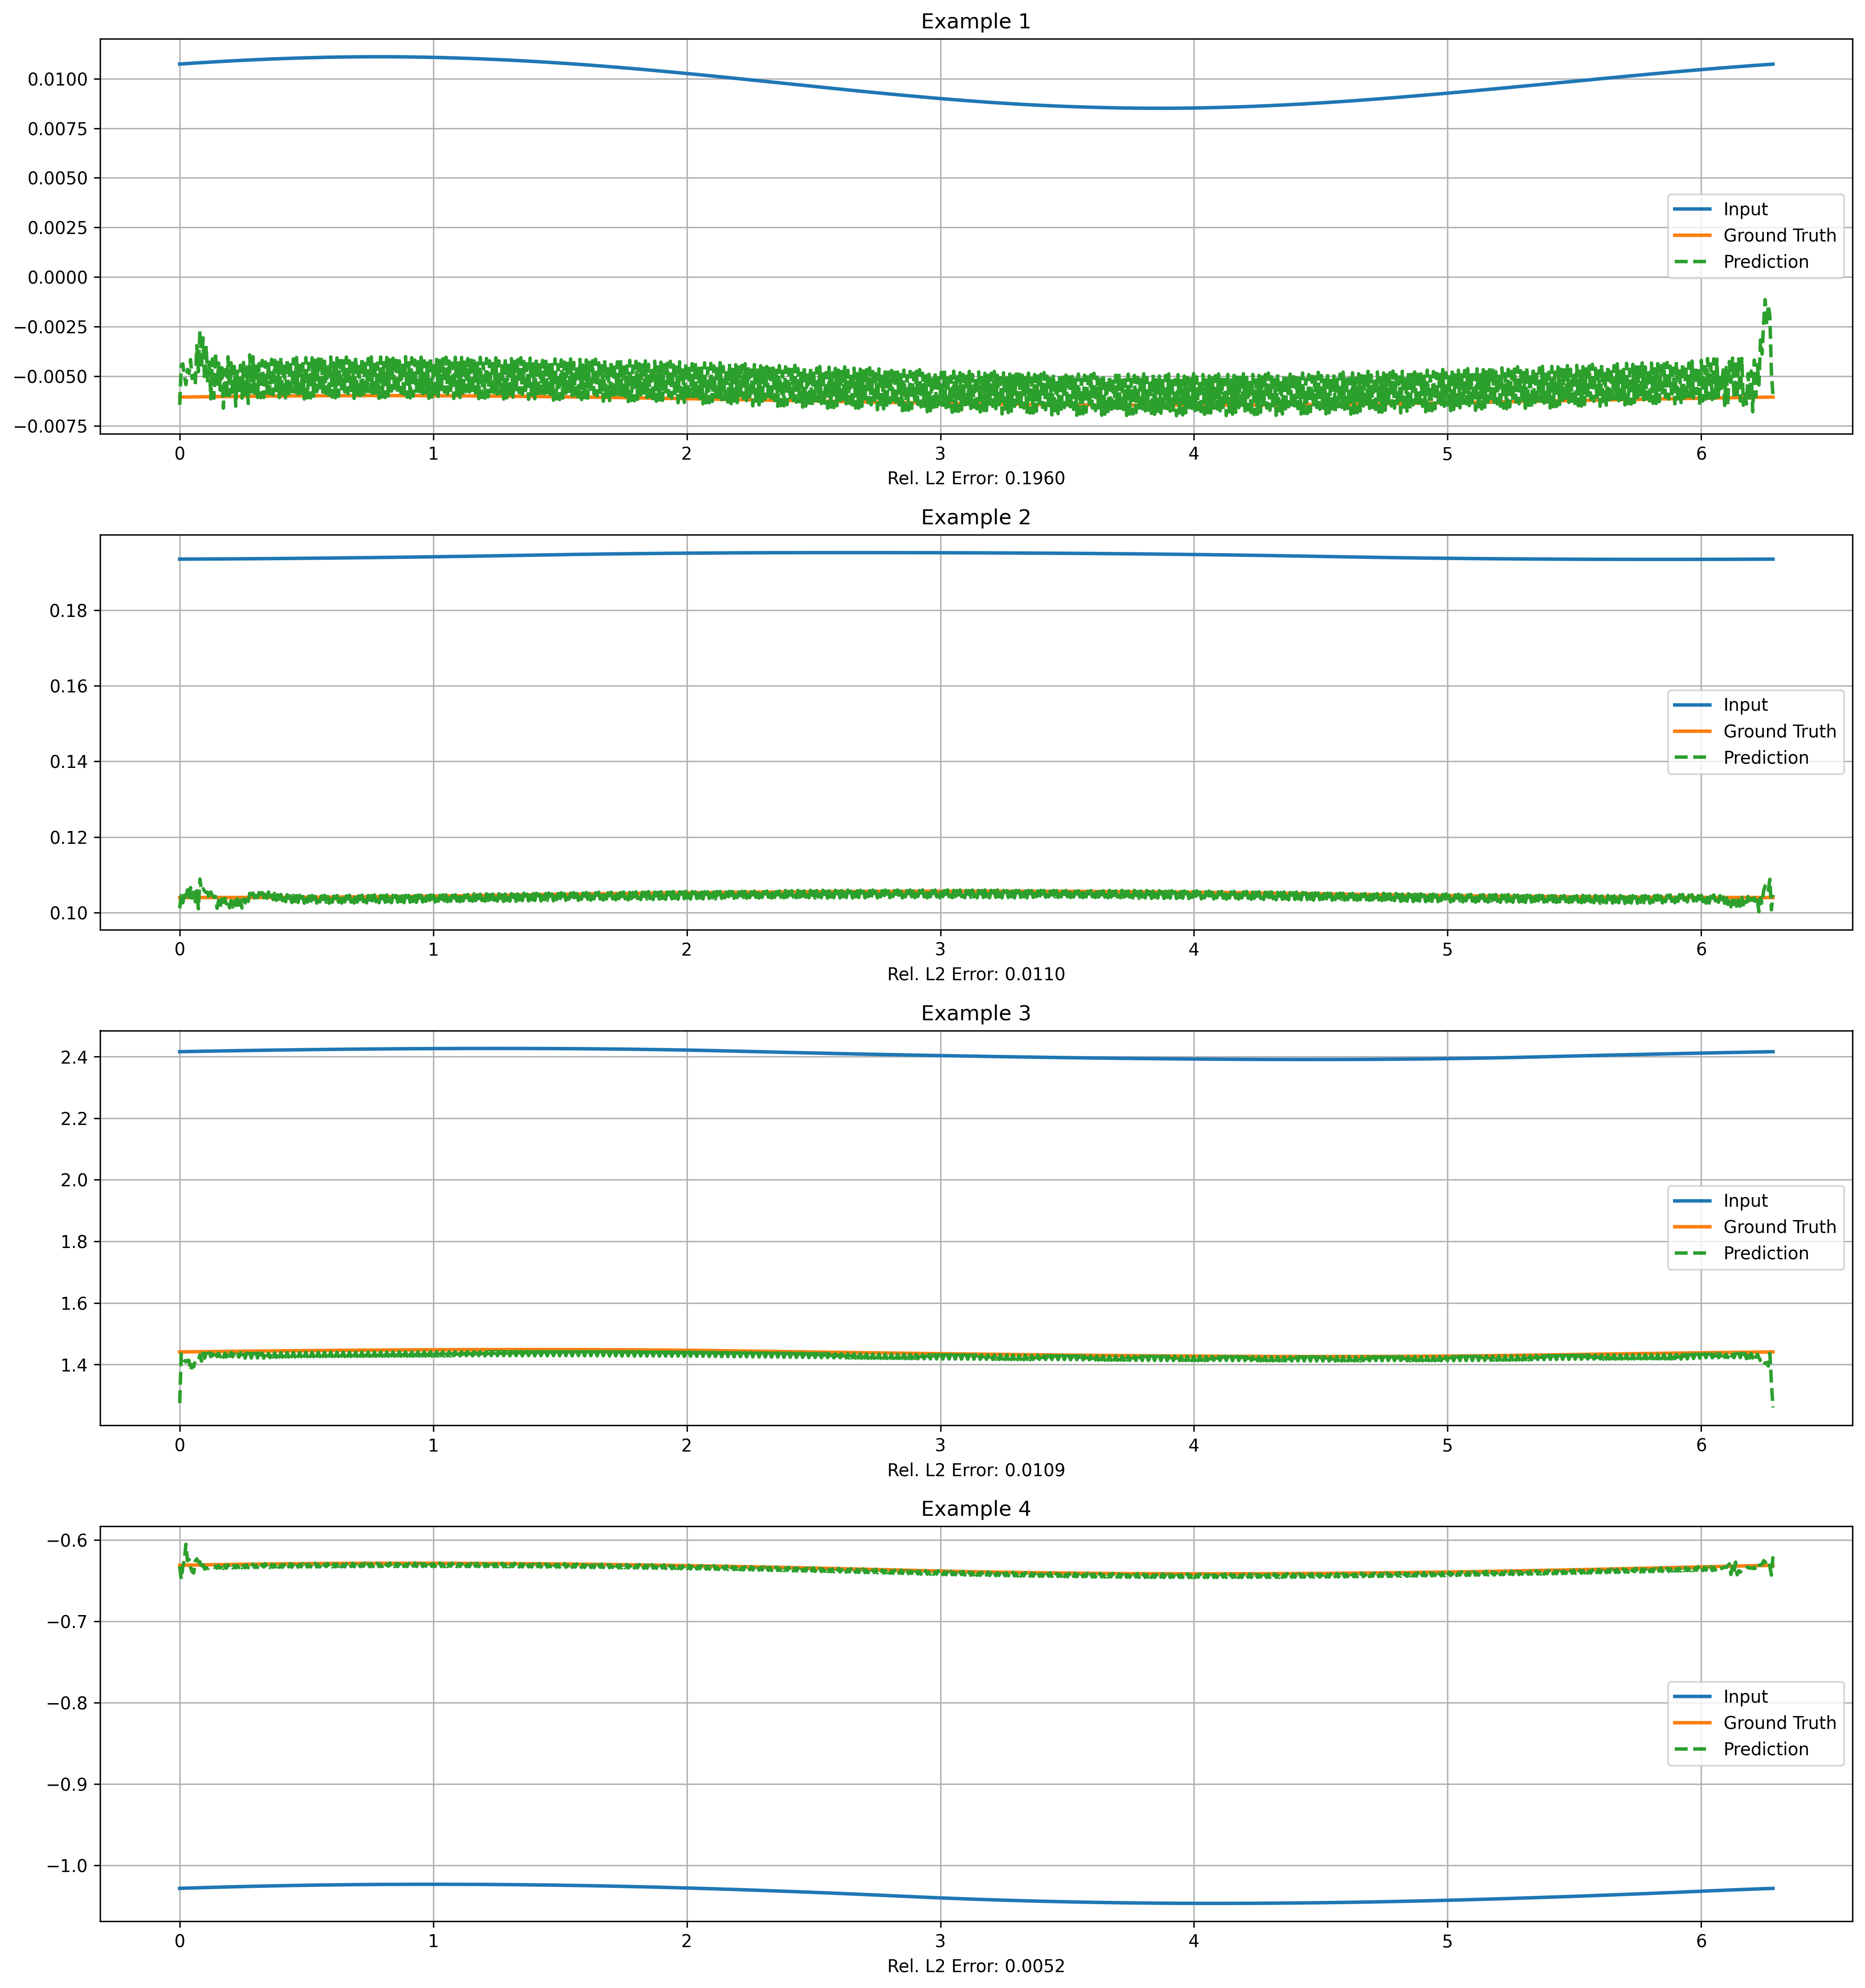 Example 1
0.0100
0.0075
0.0050
0.0025
0.0000
−0.0025
−0.0050
−0.0075
Input
Ground Truth
Prediction
0 1 2 3 4 5 6
Rel. L2 Error: 0.1960
Example 2
0.18
0.16
0.14
0.12
0.10
Input
Ground Truth
Prediction
0 1 2 3 4 5 6
Rel. L2 Error: 0.0110
Example 3
2.4
2.2
2.0
1.8
1.6
1.4
Input
Ground Truth
Prediction
0 1 2 3 4 5 6
Rel. L2 Error: 0.0109
Example 4
−0.6
−0.7
−0.8
−0.9
−1.0
Input
Ground Truth
Prediction
0 1 2 3 4 5 6
Rel. L2 Error: 0.0052